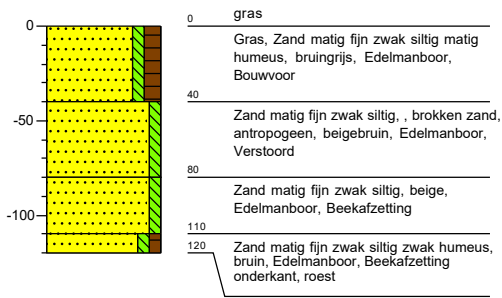 gras
0
0
Gras, Zand matig fijn zwak siltig matig
humeus, bruingrijs, Edelmanboor,
Bouwvoor
40
-50
Zand matig fijn zwak siltig, , brokken zand,
antropogeen, beigebruin, Edelmanboor,
Verstoord
80
Zand matig fijn zwak siltig, beige,
Edelmanboor, Beekafzetting
-100
110
120
Zand matig fijn zwak siltig zwak humeus,
bruin, Edelmanboor, Beekafzetting
onderkant, roest